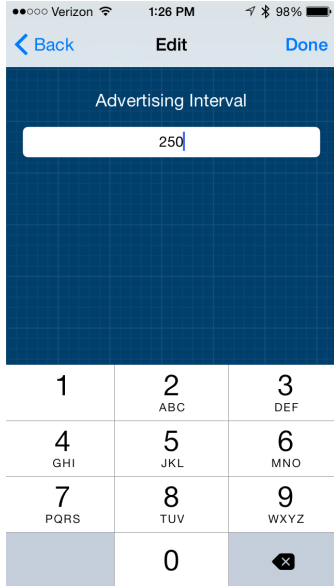 Verizon 1:26 PM 98%
Back Edit Done
Advertising Interval
250
1 2 3
ABC DEF
4 5 6
GHI JKL MNO
7 8 9
PQRS TUV WXYZ
0